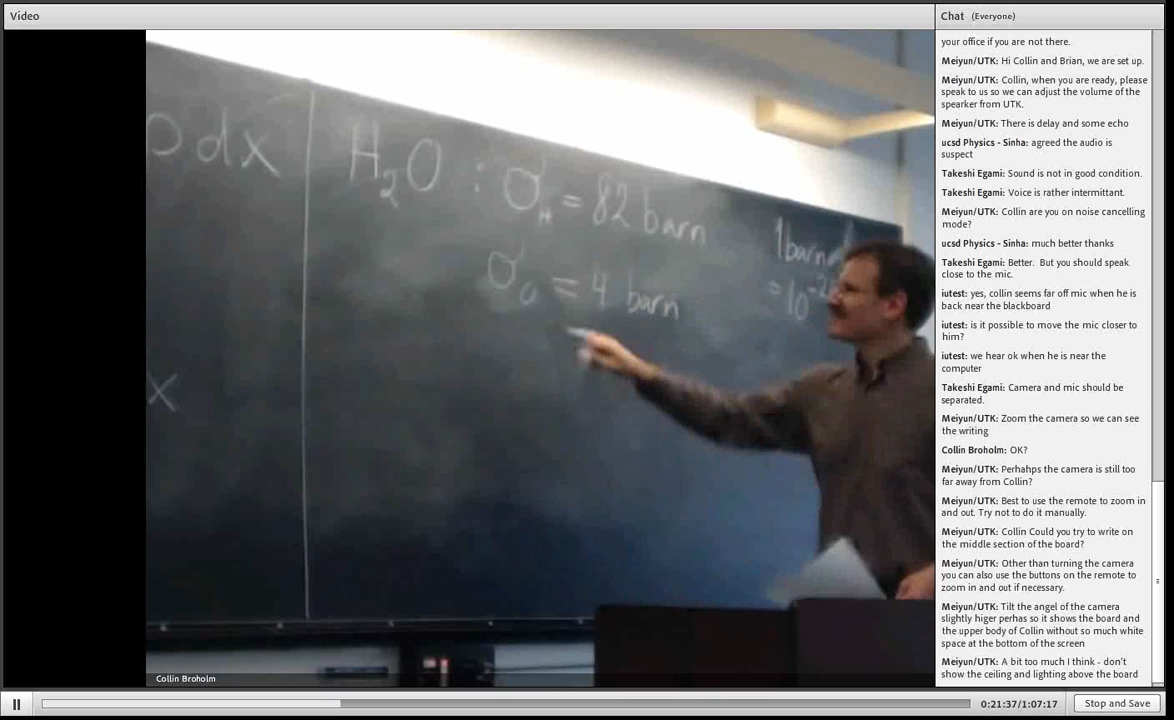 Video
ρ dx
H₂O : σH = 82 barn
σO = 4 barn
1 barn
= 10
x
Collin Broholm
Chat (Everyone)
your office if you are not there.
Meiyun/UTK: Hi Collin and Brian, we are set up.
Meiyun/UTK: Collin, when you are ready, please
speak to us so we can adjust the volume of the
spearker from UTK.
Meiyun/UTK: There is delay and some echo
ucsd Physics - Sinha: agreed the audio is
suspect
Takeshi Egami: Sound is not in good condition.
Takeshi Egami: Voice is rather intermittant.
Meiyun/UTK: Collin are you on noise cancelling
mode?
ucsd Physics - Sinha: much better thanks
Takeshi Egami: Better.  But you should speak
close to the mic.
iutest: yes, collin seems far off mic when he is
back near the blackboard
iutest: is it possible to move the mic closer to
him?
iutest: we hear ok when he is near the
computer
Takeshi Egami: Camera and mic should be
separated.
Meiyun/UTK: Zoom the camera so we can see
the writing
Collin Broholm: OK?
Meiyun/UTK: Perhahps the camera is still too
far away from Collin?
Meiyun/UTK: Best to use the remote to zoom in
and out. Try not to do it manually.
Meiyun/UTK: Collin Could you try to write on
the middle section of the board?
Meiyun/UTK: Other than turning the camera
you can also use the buttons on the remote to
zoom in and out if necessary.
Meiyun/UTK: Tilt the angel of the camera
slightly higer perhas so it shows the board and
the upper body of Collin without so much white
space at the bottom of the screen
Meiyun/UTK: A bit too much I think - don't
show the ceiling and lighting above the board
0:21:37/1:07:17
Stop and Save